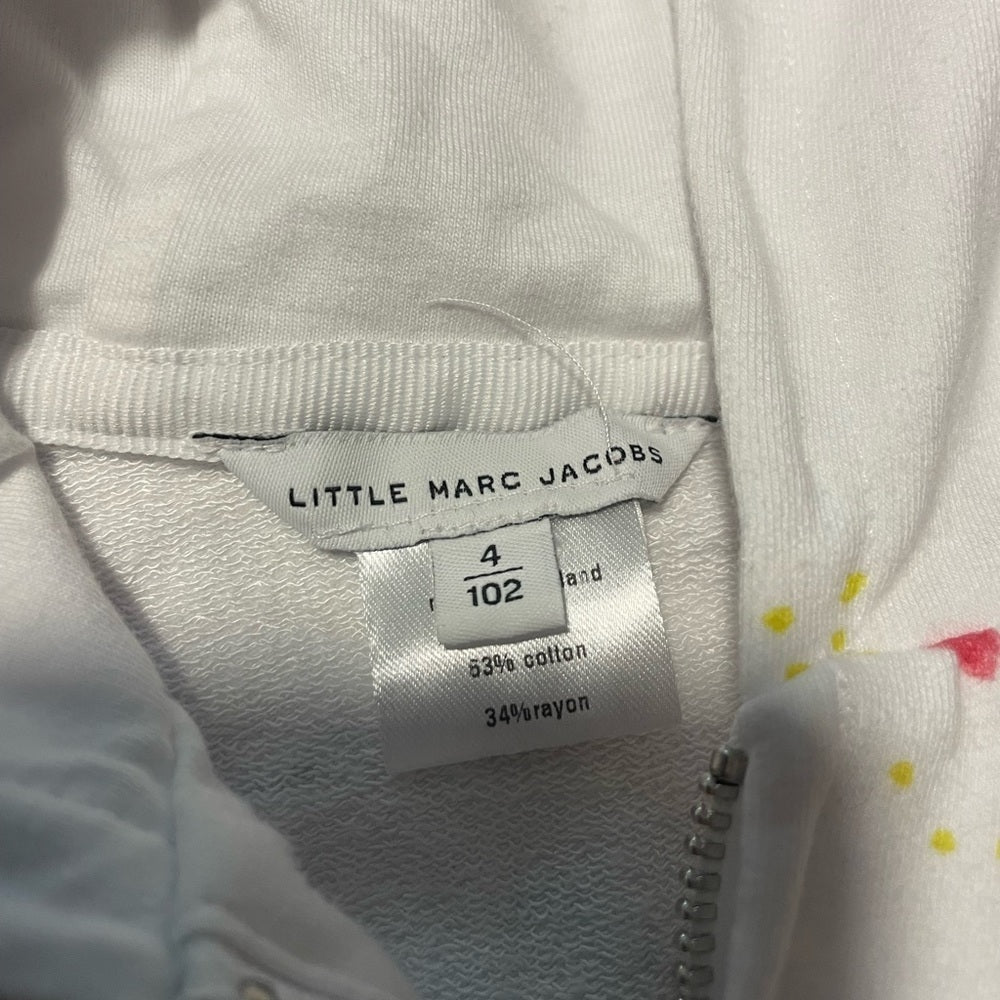 LITTLE MARC JACOBS
4
102
53% cotton
34%rayon